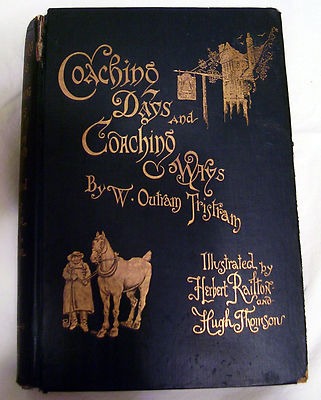 Coaching
Days
and
Coaching
Ways
By W. Outram Tristram
Illustrated by
Herbert Railton
and
Hugh Thomson